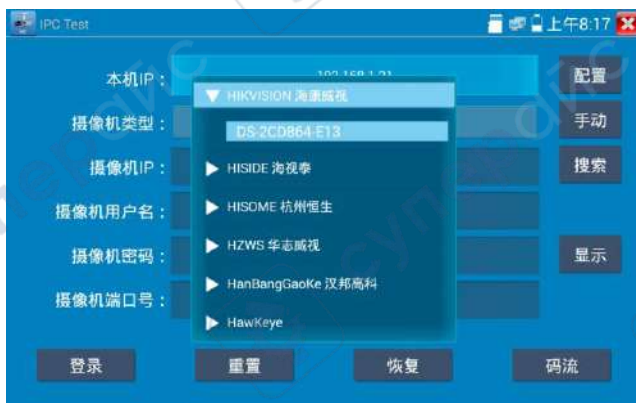 IPC Test 上午8:17
本机IP： 192.168.1.21 配置
HIKVISION 海康威视
摄像机类型： 手动
DS-2CD864-E13
摄像机IP： HISIDE 海视泰 搜索
摄像机用户名： HISOME 杭州恒生
摄像机密码： HZWS 华志威视 显示
HanBangGaoKe 汉邦高科
摄像机端口号：
HawKeye
登录 重置 恢复 码流